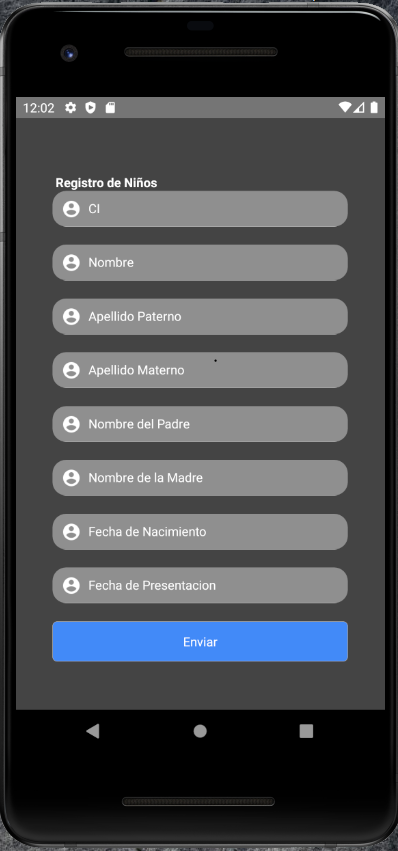 12:02
Registro de Niños
CI
Nombre
Apellido Paterno
Apellido Materno
Nombre del Padre
Nombre de la Madre
Fecha de Nacimiento
Fecha de Presentacion
Enviar